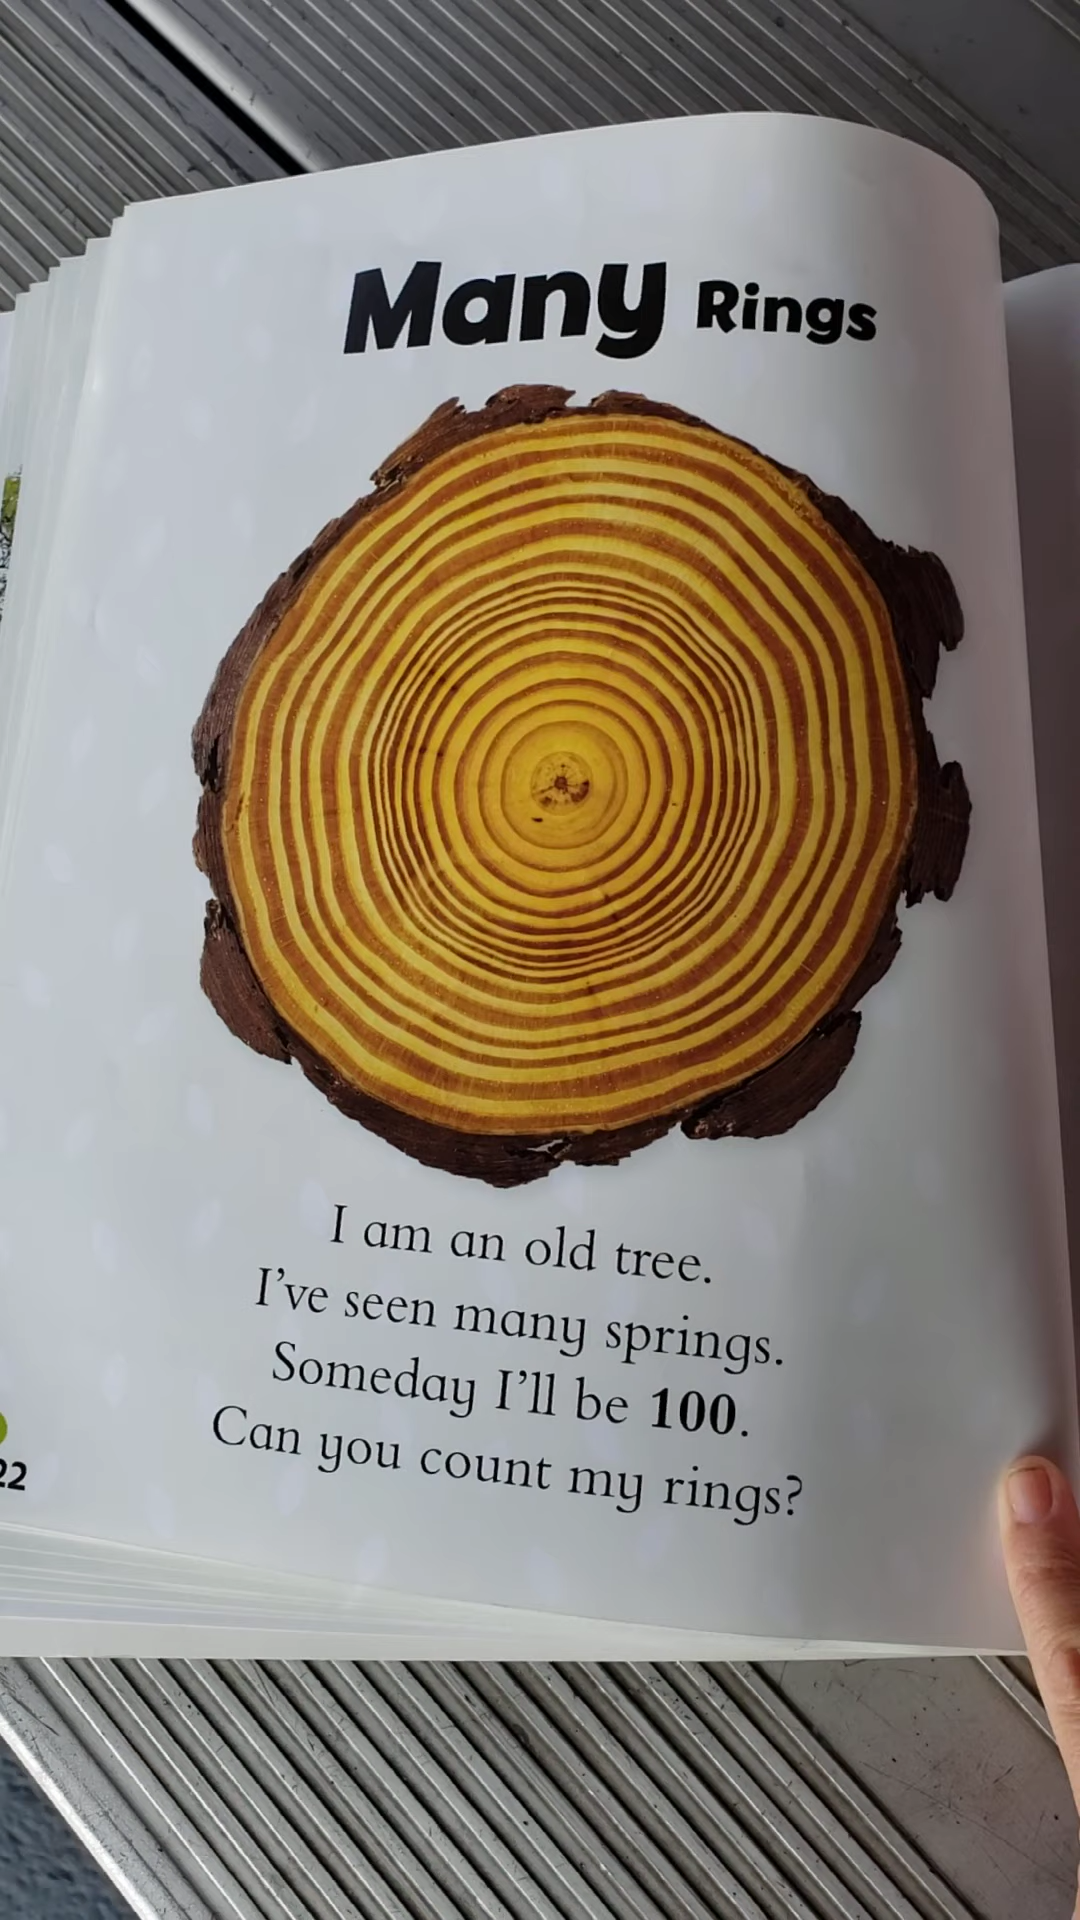 Many Rings
I am an old tree.
I've seen many springs.
Someday I'll be 100.
Can you count my rings?
22